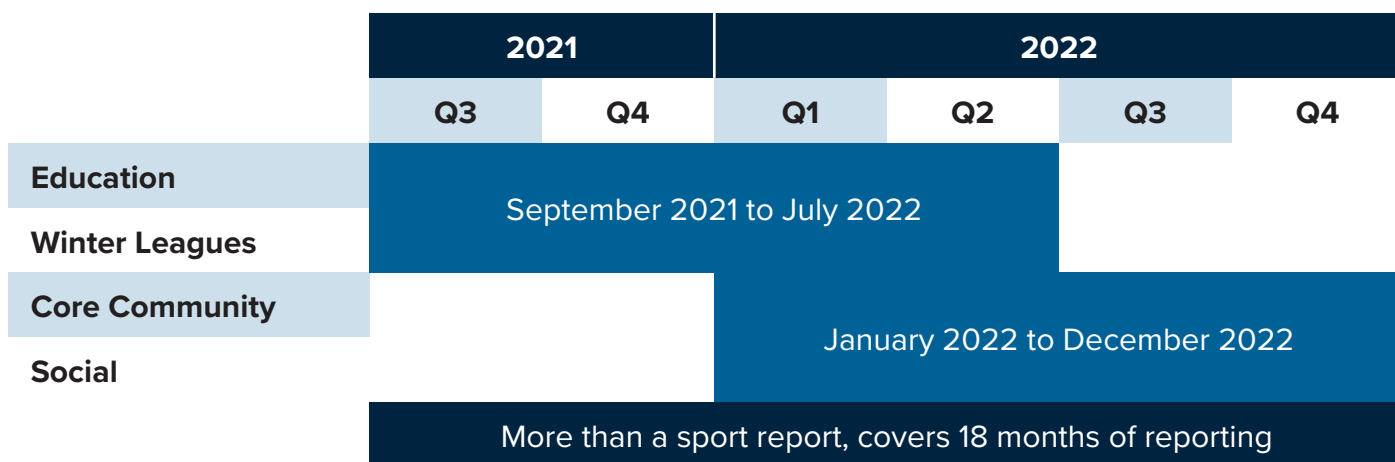 2021 2022
Q3 Q4 Q1 Q2 Q3 Q4
Education
September 2021 to July 2022
Winter Leagues
Core Community
January 2022 to December 2022
Social
More than a sport report, covers 18 months of reporting